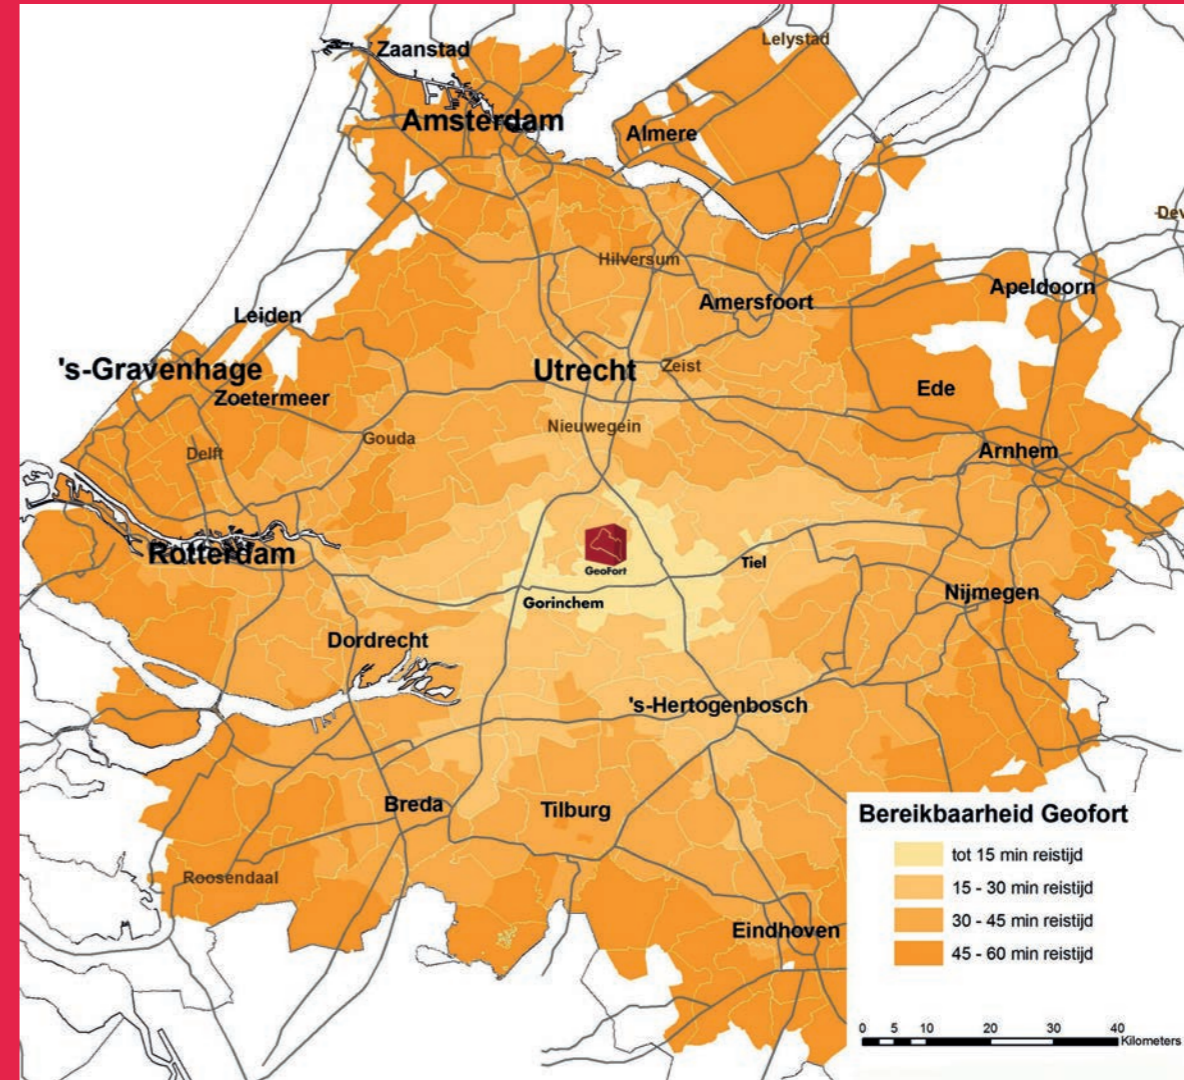 Zaanstad
Lelystad
Amsterdam
Almere
Hilversum
Dev
Amersfoort
Apeldoorn
Leiden
's-Gravenhage
Utrecht
Zeist
Zoetermeer
Ede
Gouda
Nieuwegein
Delft
Arnhem
Rotterdam
GeoFort
Tiel
Gorinchem
Nijmegen
Dordrecht
's-Hertogenbosch
Breda
Tilburg
Roosendaal
Eindhoven
Bereikbaarheid Geofort
tot 15 min reistijd
15 - 30 min reistijd
30 - 45 min reistijd
45 - 60 min reistijd
0 5 10 20 30 40
Kilometers